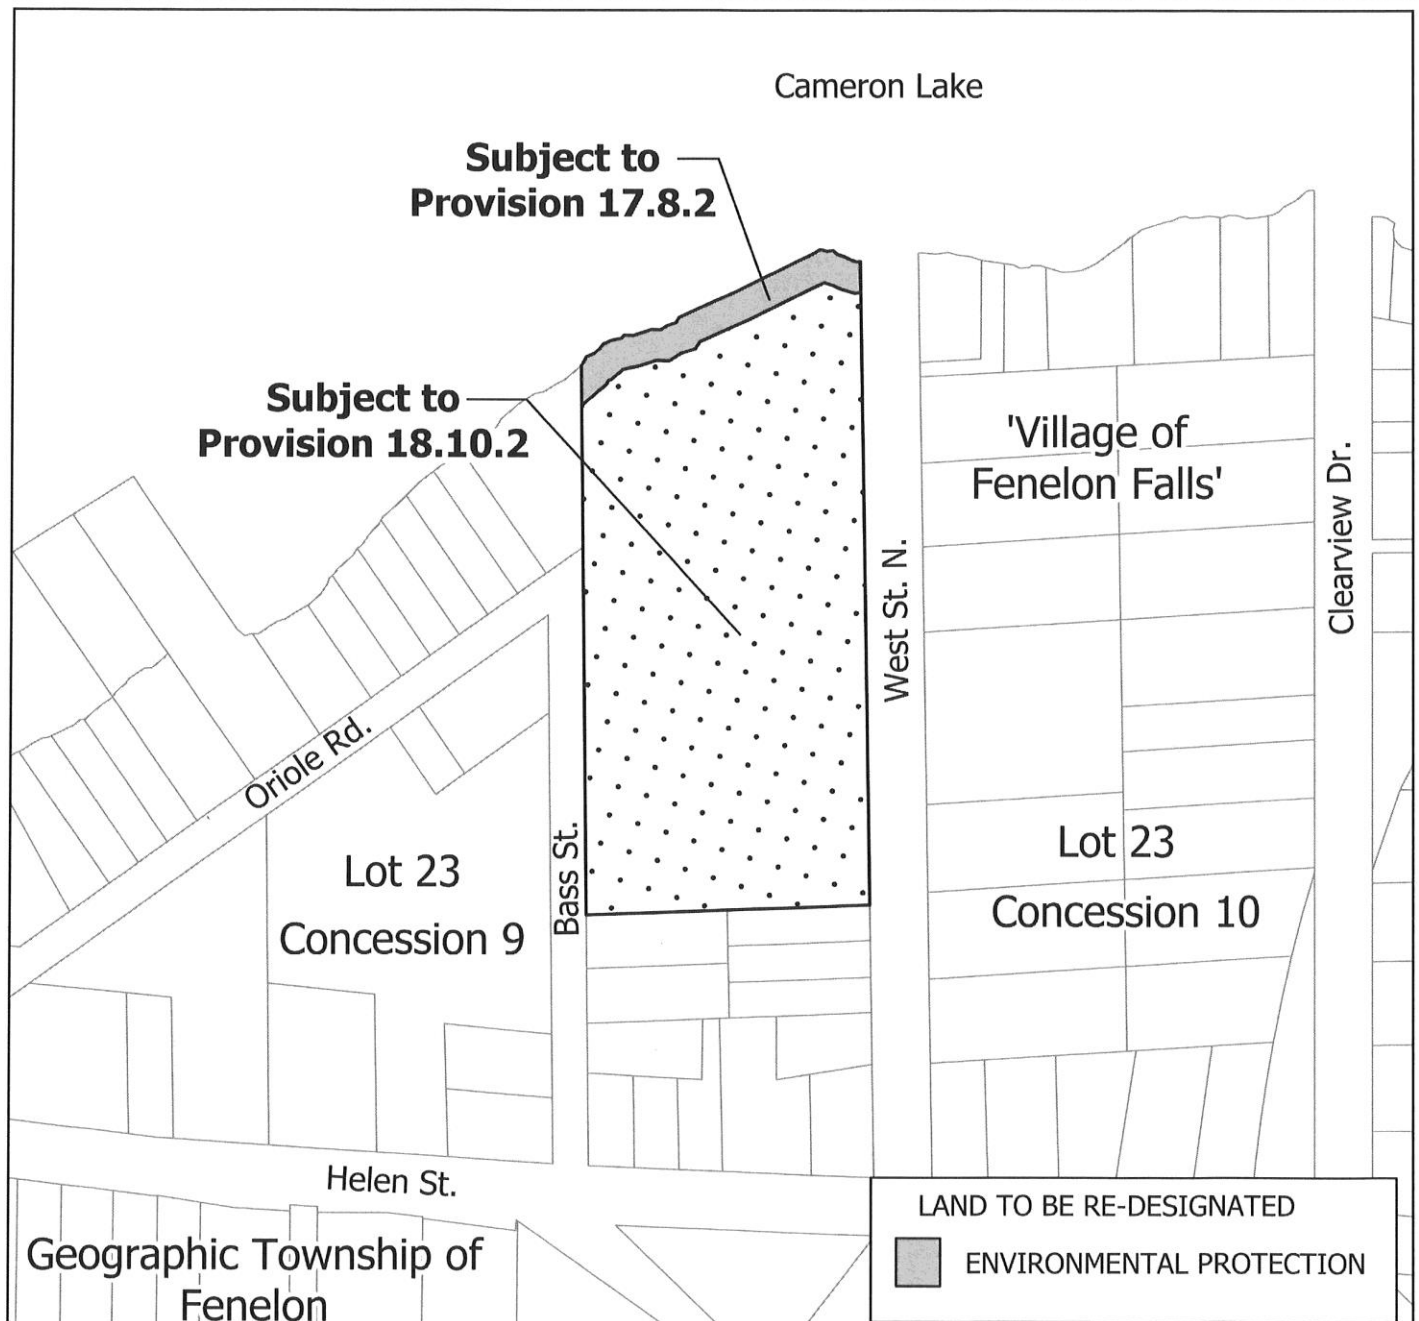 Cameron Lake
Subject to
Provision 17.8.2
Subject to
Provision 18.10.2
'Village of
Fenelon Falls'
Clearview Dr.
West St. N.
Oriole Rd.
Bass St.
Lot 23
Concession 9
Lot 23
Concession 10
Helen St.
Geographic Township of
Fenelon
LAND TO BE RE-DESIGNATED
ENVIRONMENTAL PROTECTION